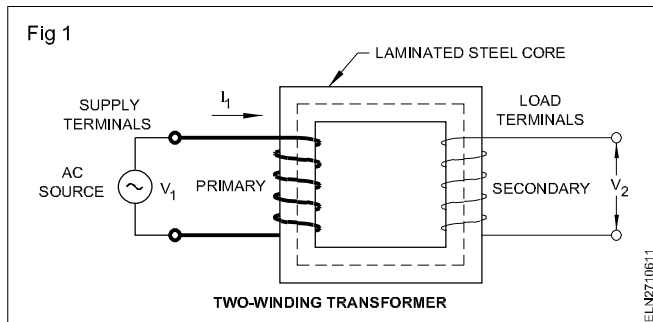 Fig 1
LAMINATED STEEL CORE
I1
SUPPLY
TERMINALS
LOAD
TERMINALS
AC
SOURCE
V1
PRIMARY
SECONDARY
V2
TWO-WINDING TRANSFORMER
ELN2710611